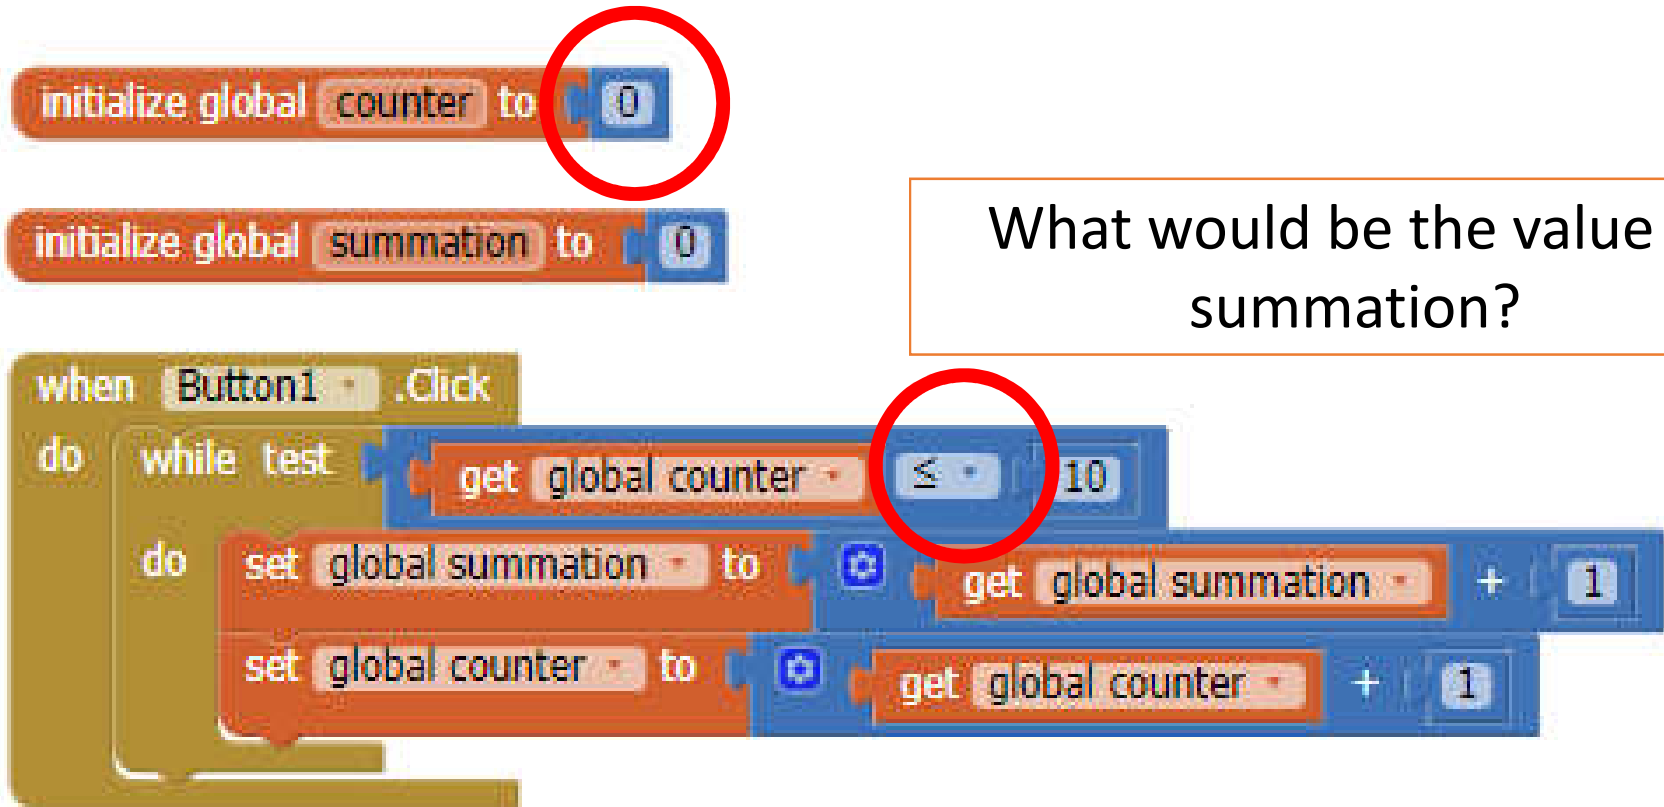 initialize global counter to 0
initialize global summation to 0
What would be the value
summation?
when Button1 .Click
do while test get global counter ≤ 10
do set global summation to get global summation + 1
set global counter to get global counter + 1